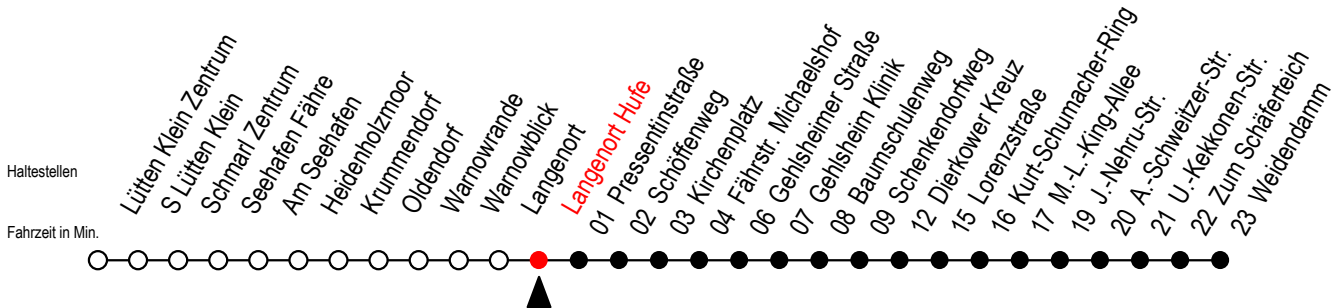 Lütten Klein Zentrum
S Lütten Klein
Schmarl Zentrum
Seehafen Fähre
Am Seehafen
Heidenholzmoor
Krummendorf
Oldendorf
Warnowrande
Warnowblick
Langenort
Langenort Hufe
01 Pressentinstraße
02 Schöffenweg
03 Kirchenplatz
04 Fährstr. Michaelshof
06 Gehlsheimer Straße
07 Gehlsheim Klinik
08 Baumschulenweg
09 Schenkendorfweg
12 Dierkower Kreuz
15 Lorenzstraße
16 Kurt-Schumacher-Ring
17 M.-L.-King-Allee
19 J.-Nehru-Str.
20 A.-Schweitzer-Str.
21 U.-Kekkonen-Str.
22 Zum Schäferteich
23 Weidendamm
Haltestellen
Fahrzeit in Min.